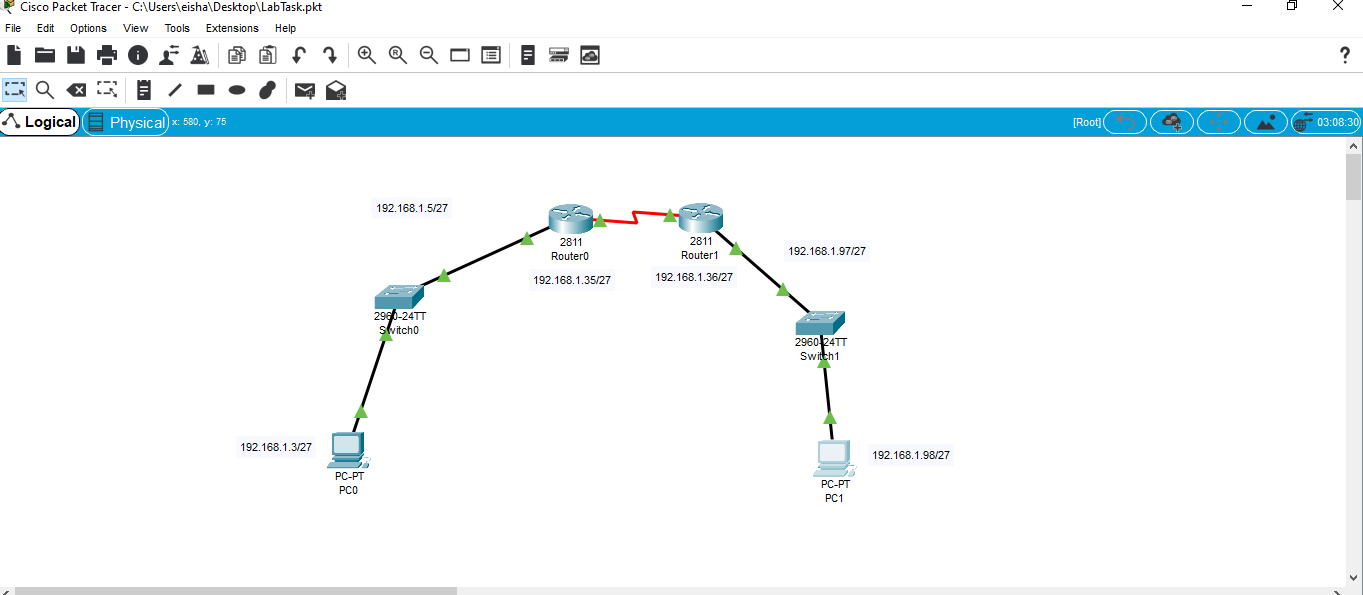 Cisco Packet Tracer - C:\Users\eisha\Desktop\LabTask.pkt
File Edit Options View Tools Extensions Help
Logical Physical x: 580, y: 75 [Root] 03:08:30
192.168.1.5/27
2811
Router0
192.168.1.35/27
2811
Router1
192.168.1.36/27
192.168.1.97/27
2960-24TT
Switch0
2960-24TT
Switch1
192.168.1.3/27
PC-PT
PC0
192.168.1.98/27
PC-PT
PC1